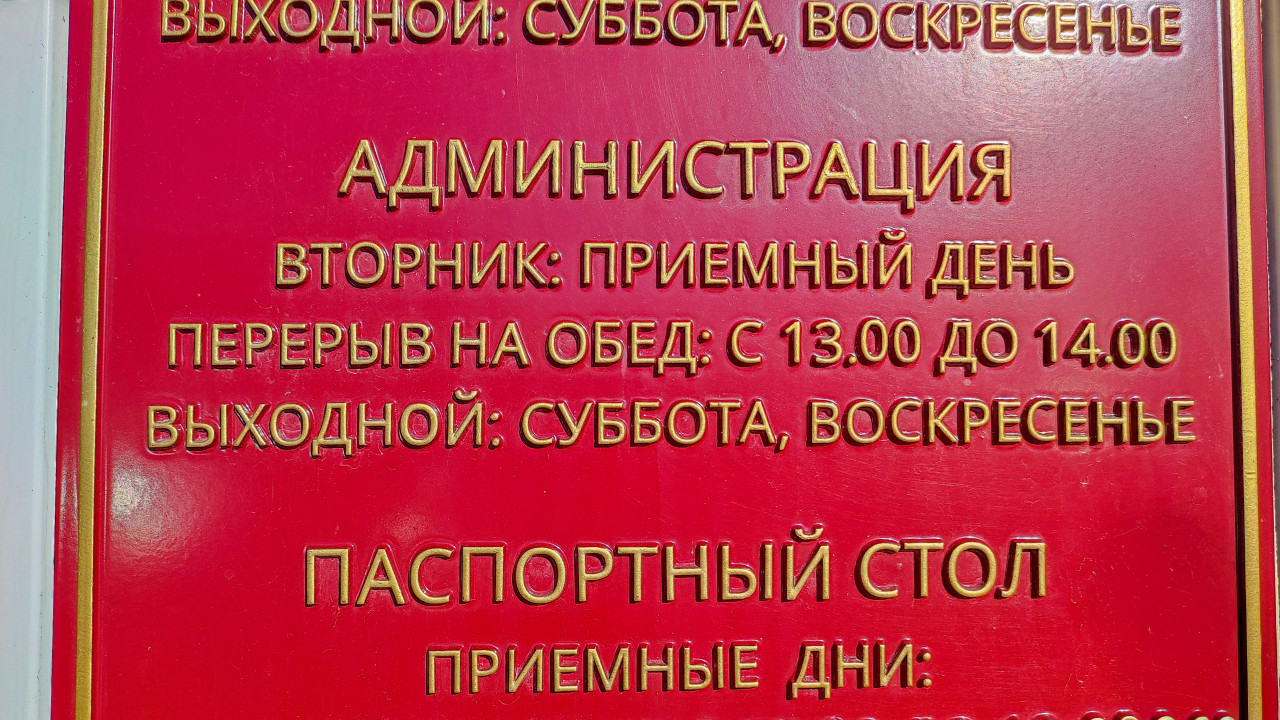 ВЫХОДНОЙ: СУББОТА, ВОСКРЕСЕНЬЕ
АДМИНИСТРАЦИЯ
ВТОРНИК: ПРИЕМНЫЙ ДЕНЬ
ПЕРЕРЫВ НА ОБЕД: С 13.00 ДО 14.00
ВЫХОДНОЙ: СУББОТА, ВОСКРЕСЕНЬЕ
ПАСПОРТНЫЙ СТОЛ
ПРИЕМНЫЕ ДНИ: